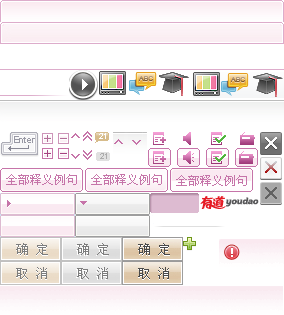 ABC ABC
Enter 21
21
全部释义例句 全部释义例句 全部释义例句
有道 youdao
确 定 确 定 确 定
取 消 取 消 取 消